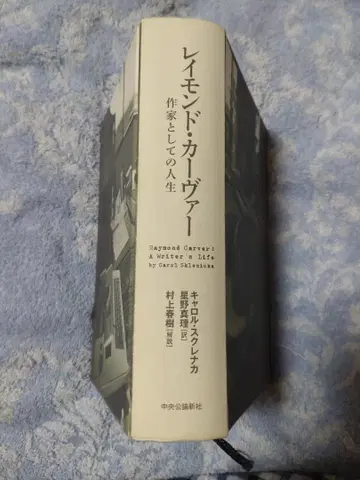 レイモンド・カーヴァー
作家としての人生
Raymond Carver:
A Writer's Life
by Carol Sklenicka
キャロル・スクレナカ
星野真理[訳]
村上春樹[解説]
中央公論新社